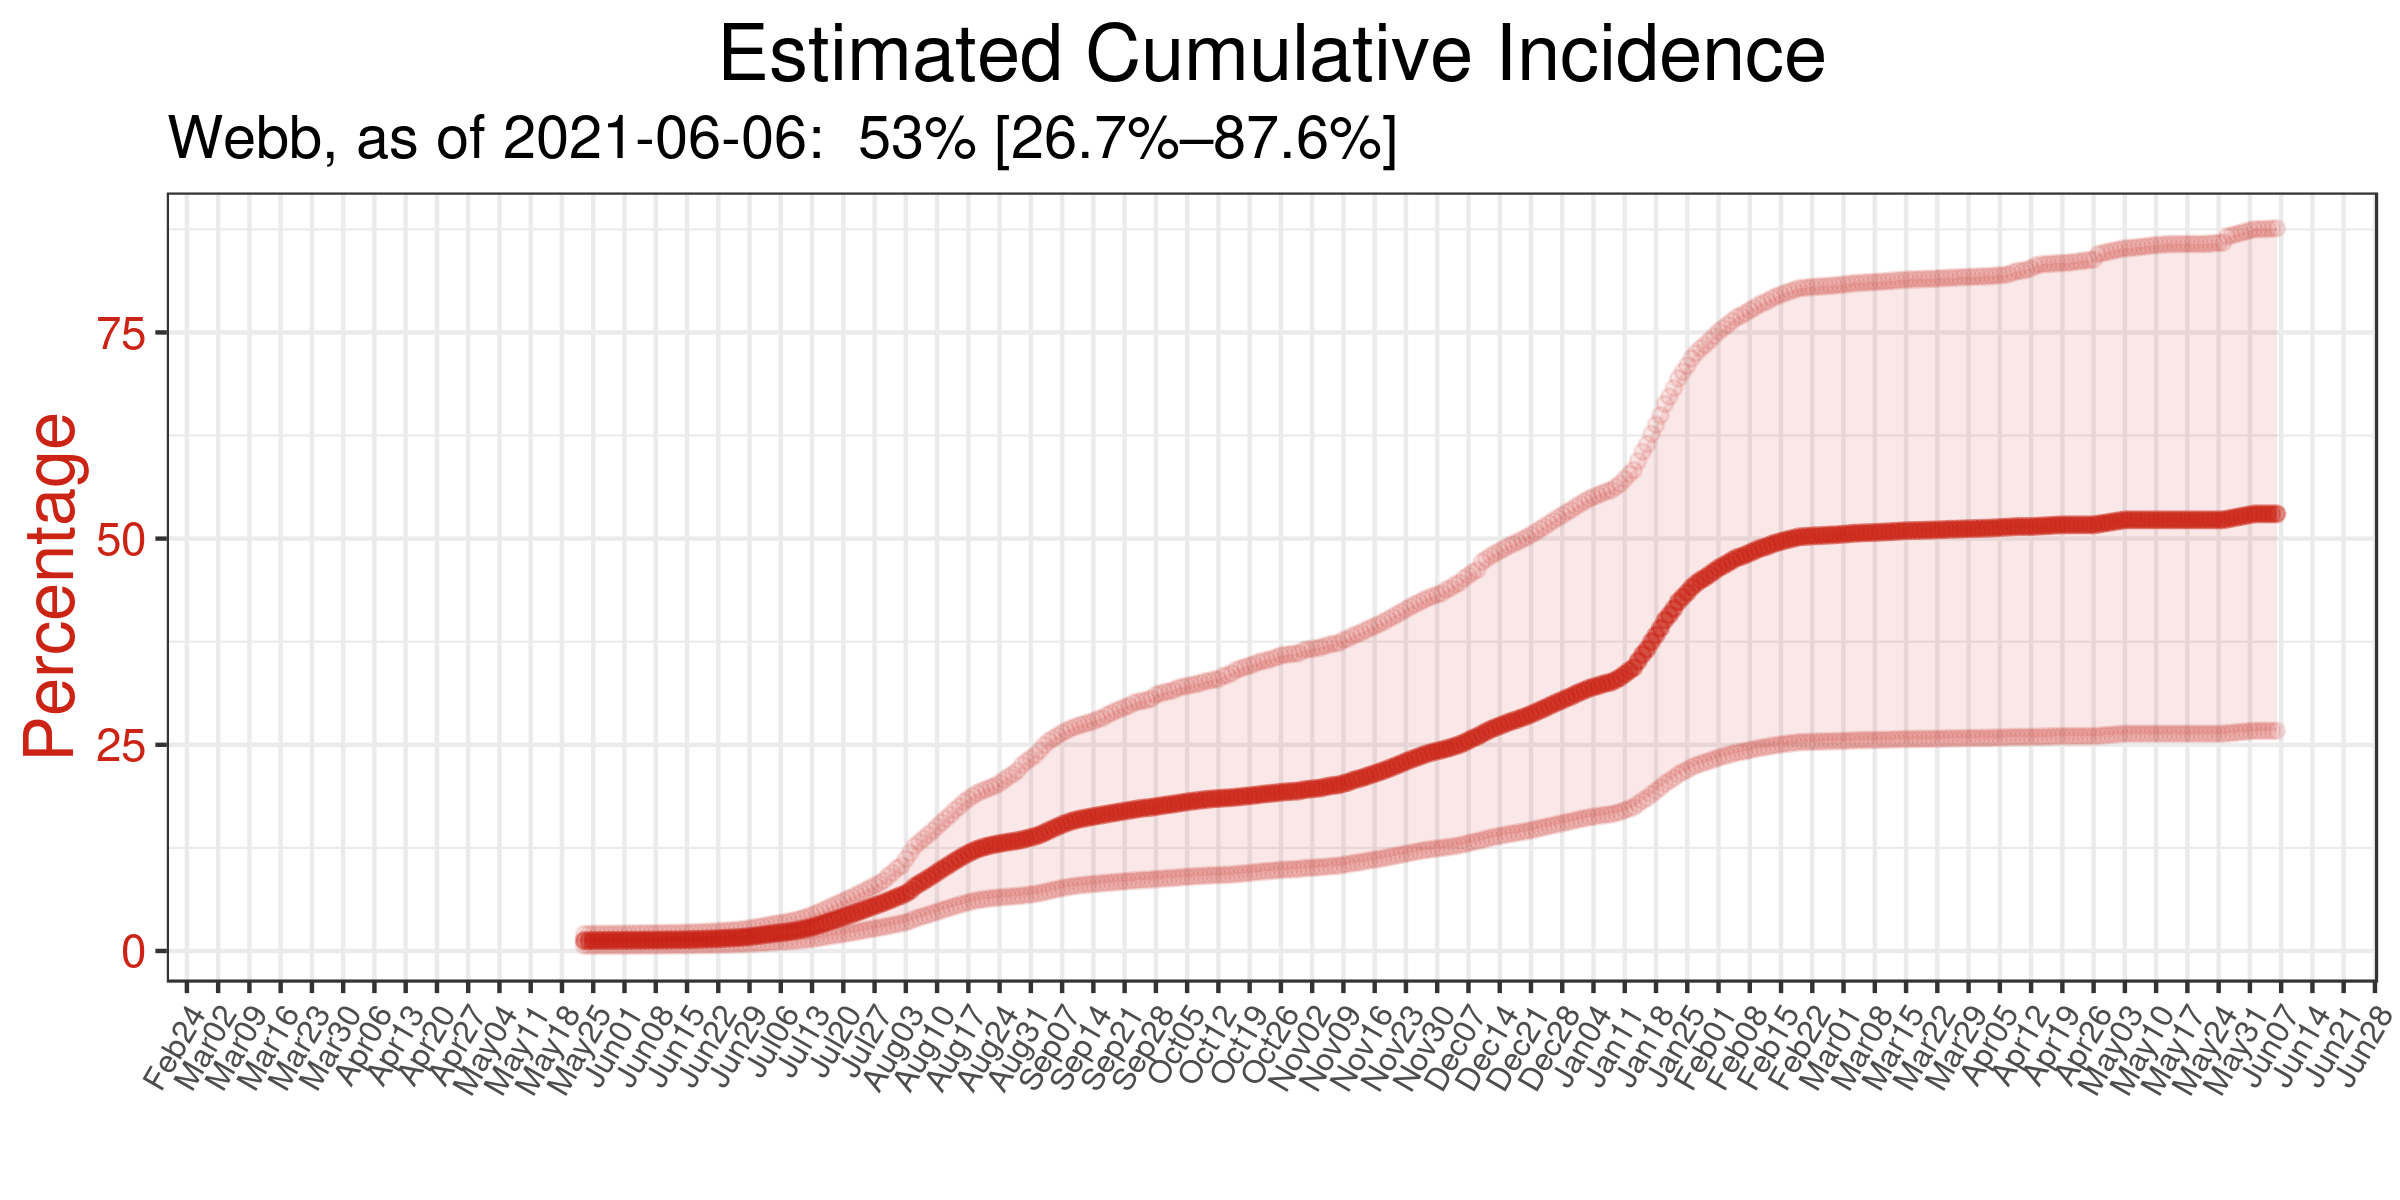 Estimated Cumulative Incidence
Webb, as of 2021-06-06:  53% [26.7%–87.6%]
Percentage
75
50
25
0
Feb24
Mar02
Mar09
Mar16
Mar23
Mar30
Apr06
Apr13
Apr20
Apr27
May04
May11
May18
May25
Jun01
Jun08
Jun15
Jun22
Jun29
Jul06
Jul13
Jul20
Jul27
Aug03
Aug10
Aug17
Aug24
Aug31
Sep07
Sep14
Sep21
Sep28
Oct05
Oct12
Oct19
Oct26
Nov02
Nov09
Nov16
Nov23
Nov30
Dec07
Dec14
Dec21
Dec28
Jan04
Jan11
Jan18
Jan25
Feb01
Feb08
Feb15
Feb22
Mar01
Mar08
Mar15
Mar22
Mar29
Apr05
Apr12
Apr19
Apr26
May03
May10
May17
May24
May31
Jun07
Jun14
Jun21
Jun28